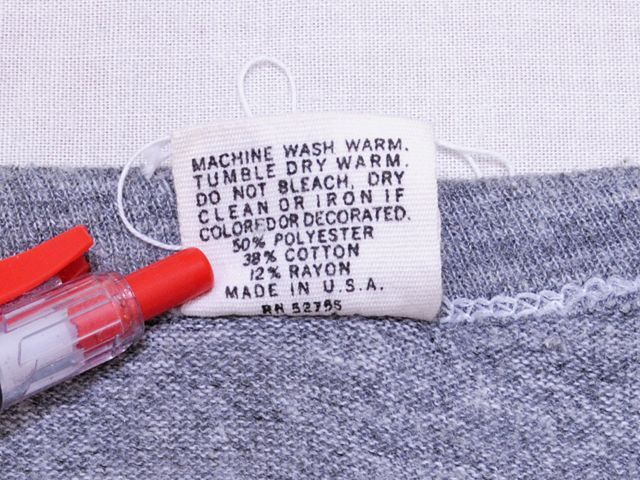 MACHINE WASH WARM.
TUMBLE DRY WARM.
DO NOT BLEACH, DRY
CLEAN OR IRON IF
COLORED OR DECORATED.
50% POLYESTER
38% COTTON
12% RAYON
MADE IN U.S.A.
RN 52755